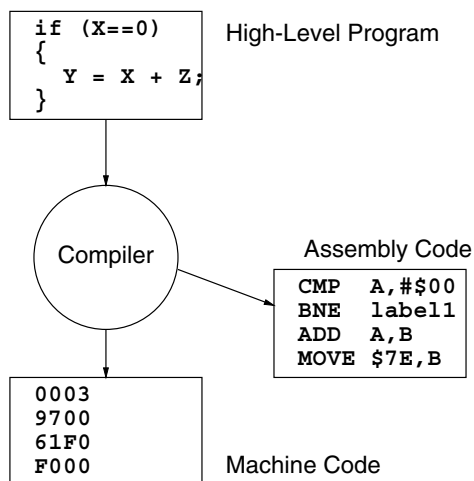 if (X==0)
{
Y = X + Z;
}
High-Level Program
Compiler
Assembly Code
CMP A,#$00
BNE label1
ADD A,B
MOVE $7E,B
0003
9700
61F0
F000
Machine Code